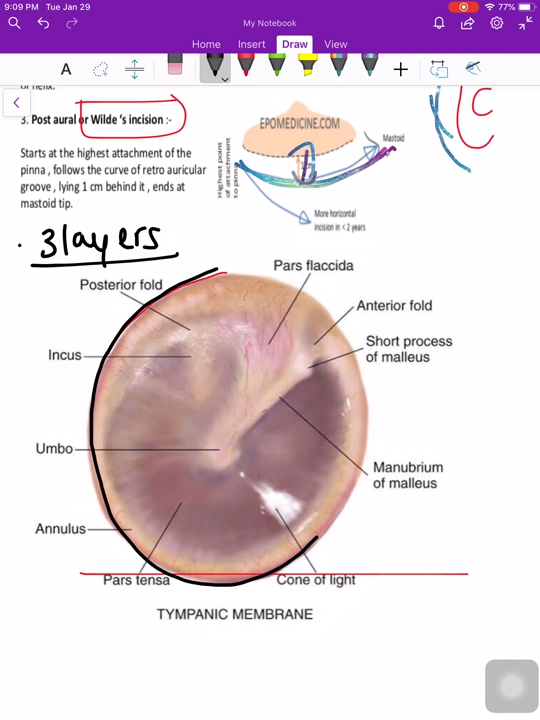 9:09 PM Tue Jan 29
77%
My Notebook
Home Insert Draw View
of helix.
3. Post aural or Wilde 's incision :-
Starts at the highest attachment of the
pinna , follows the curve of retro auricular
groove , lying 1 cm behind it , ends at
mastoid tip.
EPOMEDICINE.COM
Mastoid
Highest point
of attachment
to pinna
More horizontal
incision in < 2 years
C
. 3 layers
Pars flaccida
Posterior fold
Anterior fold
Short process
of malleus
Incus
Umbo
Manubrium
of malleus
Annulus
Pars tensa
Cone of light
TYMPANIC MEMBRANE